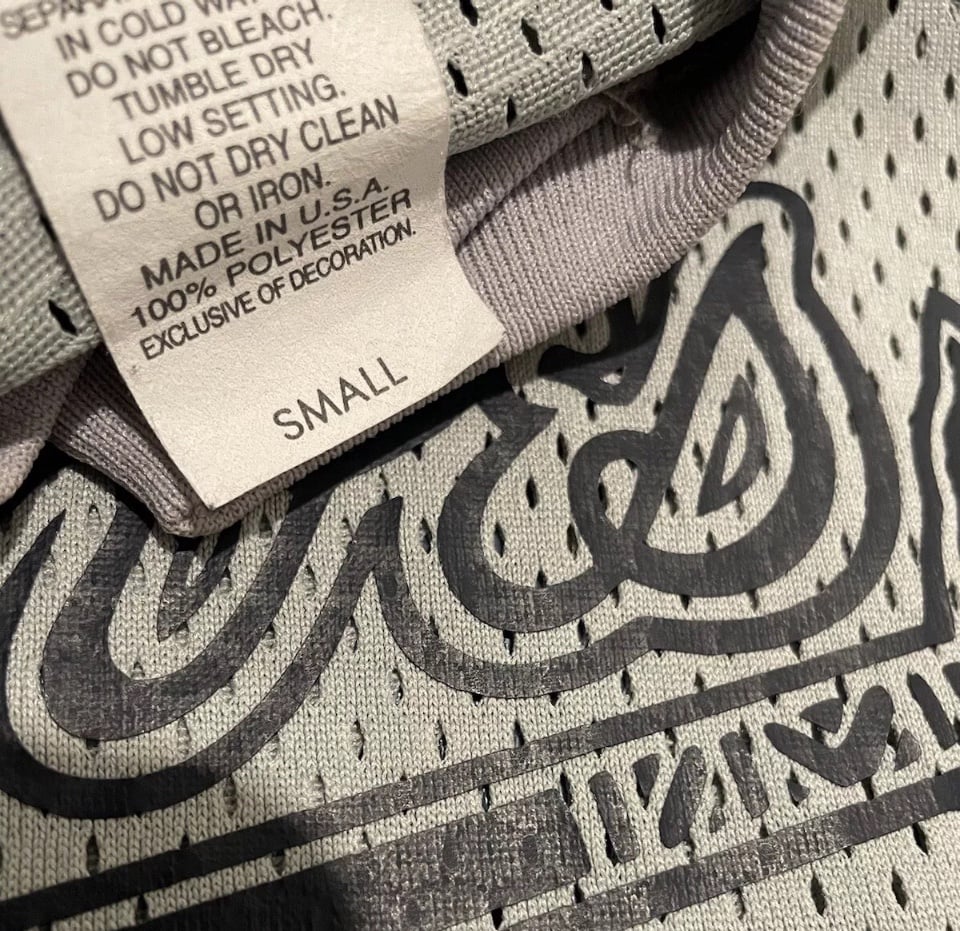 IN COLD
DO NOT BLEACH.
TUMBLE DRY
LOW SETTING.
DO NOT DRY CLEAN
OR IRON.
MADE IN U.S.A.
100% POLYESTER
EXCLUSIVE OF DECORATION.
SMALL